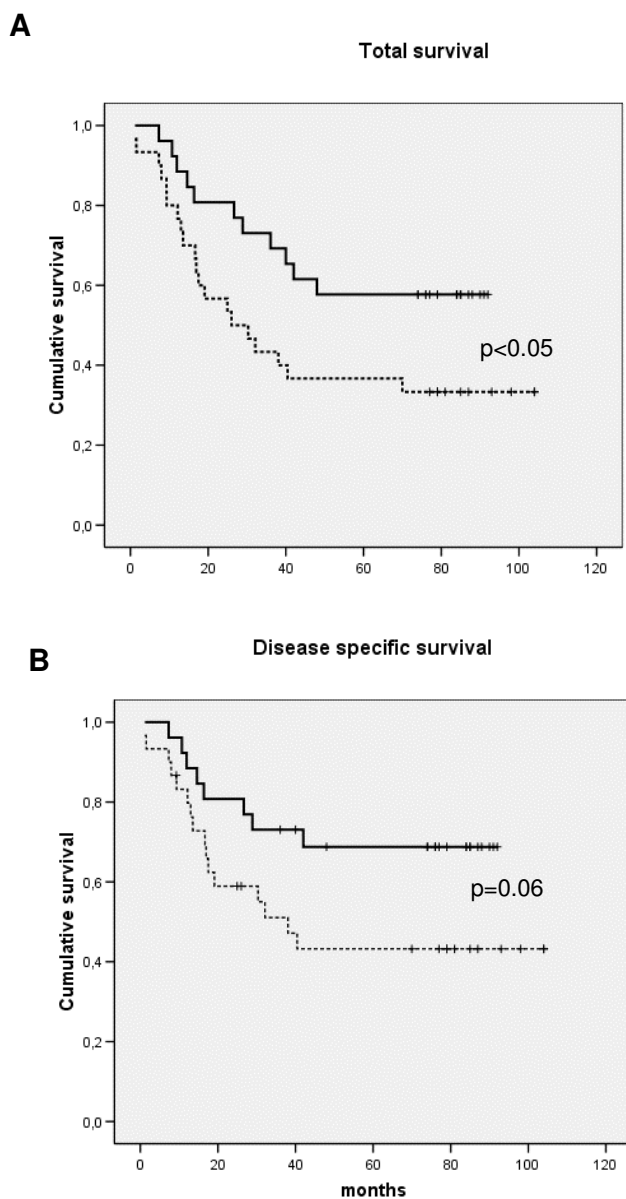 A
Total survival
Cumulative survival
1,0
0,8
0,6
0,4
0,2
0,0
p<0.05
0 20 40 60 80 100 120
B
Disease specific survival
Cumulative survival
1,0
0,8
0,6
0,4
0,2
0,0
p=0.06
0 20 40 60 80 100 120
months